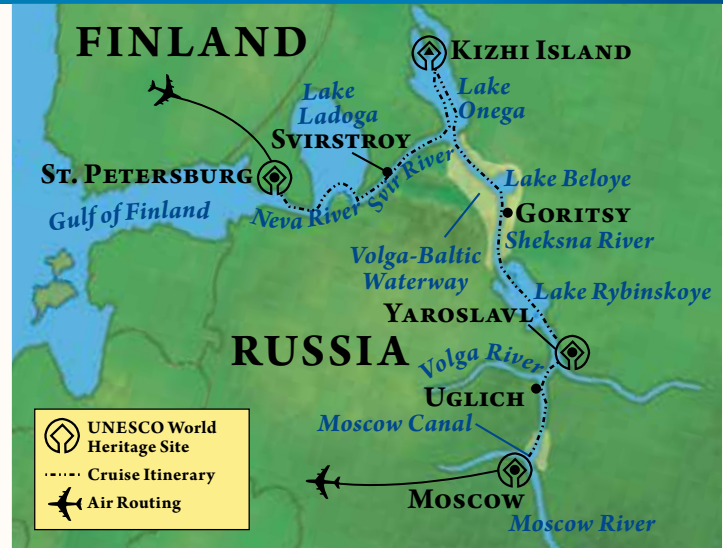 FINLAND
KIZHI ISLAND
Lake
Onega
Lake
Ladoga
SVIRSTROY
ST. PETERSBURG
Svir River
Lake Beloye
GORITSY
Gulf of Finland
Neva River
Sheksna River
Volga-Baltic
Waterway
Lake Rybinskoye
YAROSLAVL
RUSSIA
Volga River
UGLICH
Moscow Canal
MOSCOW
Moscow River
UNESCO World
Heritage Site
Cruise Itinerary
Air Routing